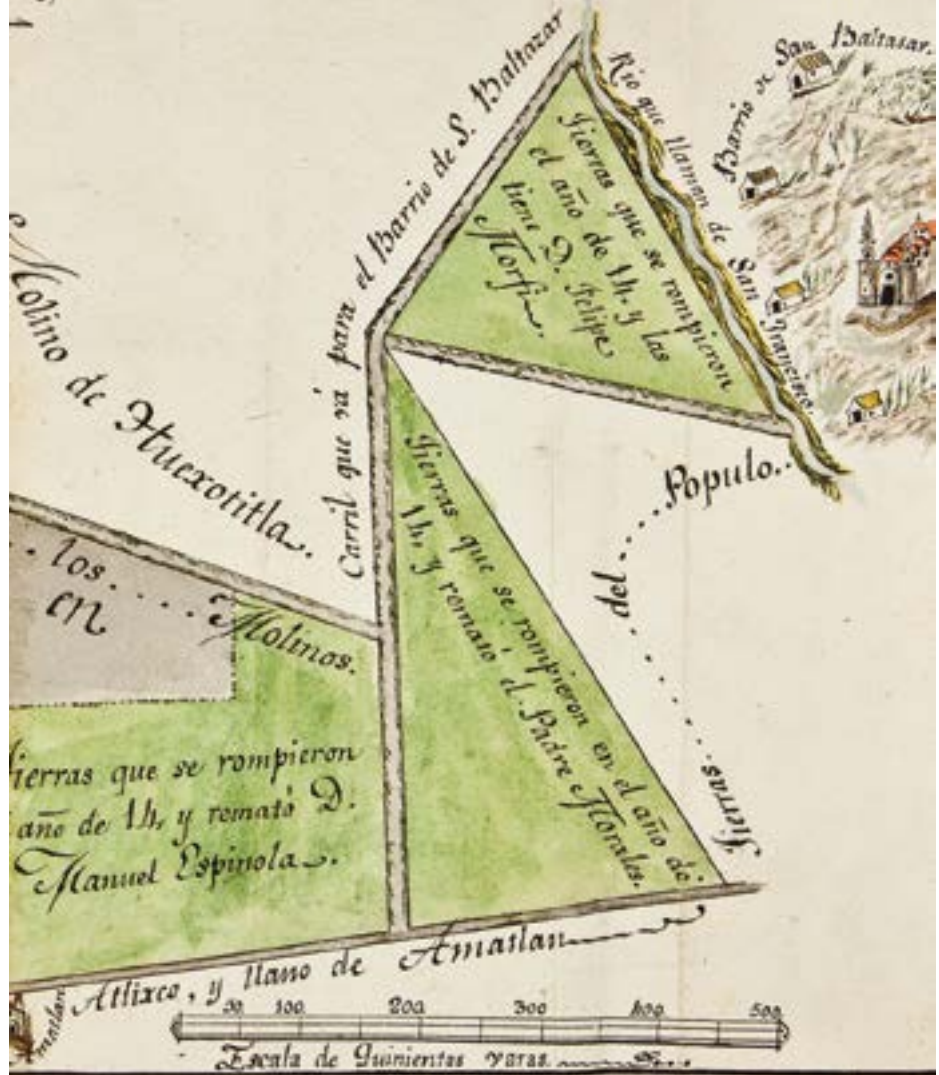 Barrio de San Baltasar.
Rio que llaman de San Francisco.
Carril que vá para el Barrio de S. Baltazar
Tierras que se rompieron
el año de 14, y las
tiene D. Felipe
Morfi.
Molino de Huexotitla.
Populo..
del
Tierras
Tierras que se rompieron en el año de
14, y remató el Padre Morales.
los
en
Molinos.
Tierras que se rompieron
año de 14, y remató D.
Manuel Espinola.
Atlixco, y llano de Amatlan
Amatlan
50. 100. 200. 300 400. 500.
Escala de Quinientas varas.